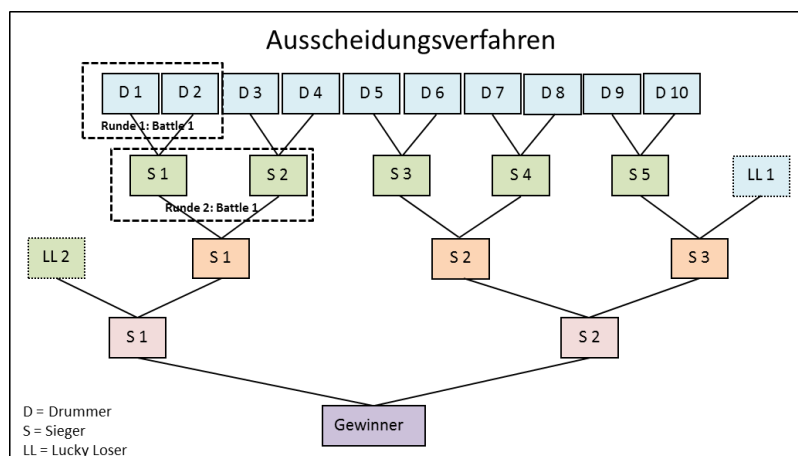 Ausscheidungsverfahren
D 1 D 2 D 3 D 4 D 5 D 6 D 7 D 8 D 9 D 10
Runde 1: Battle 1
S 1 S 2 S 3 S 4 S 5 LL 1
Runde 2: Battle 1
LL 2 S 1 S 2 S 3
S 1 S 2
Gewinner
D = Drummer
S = Sieger
LL = Lucky Loser